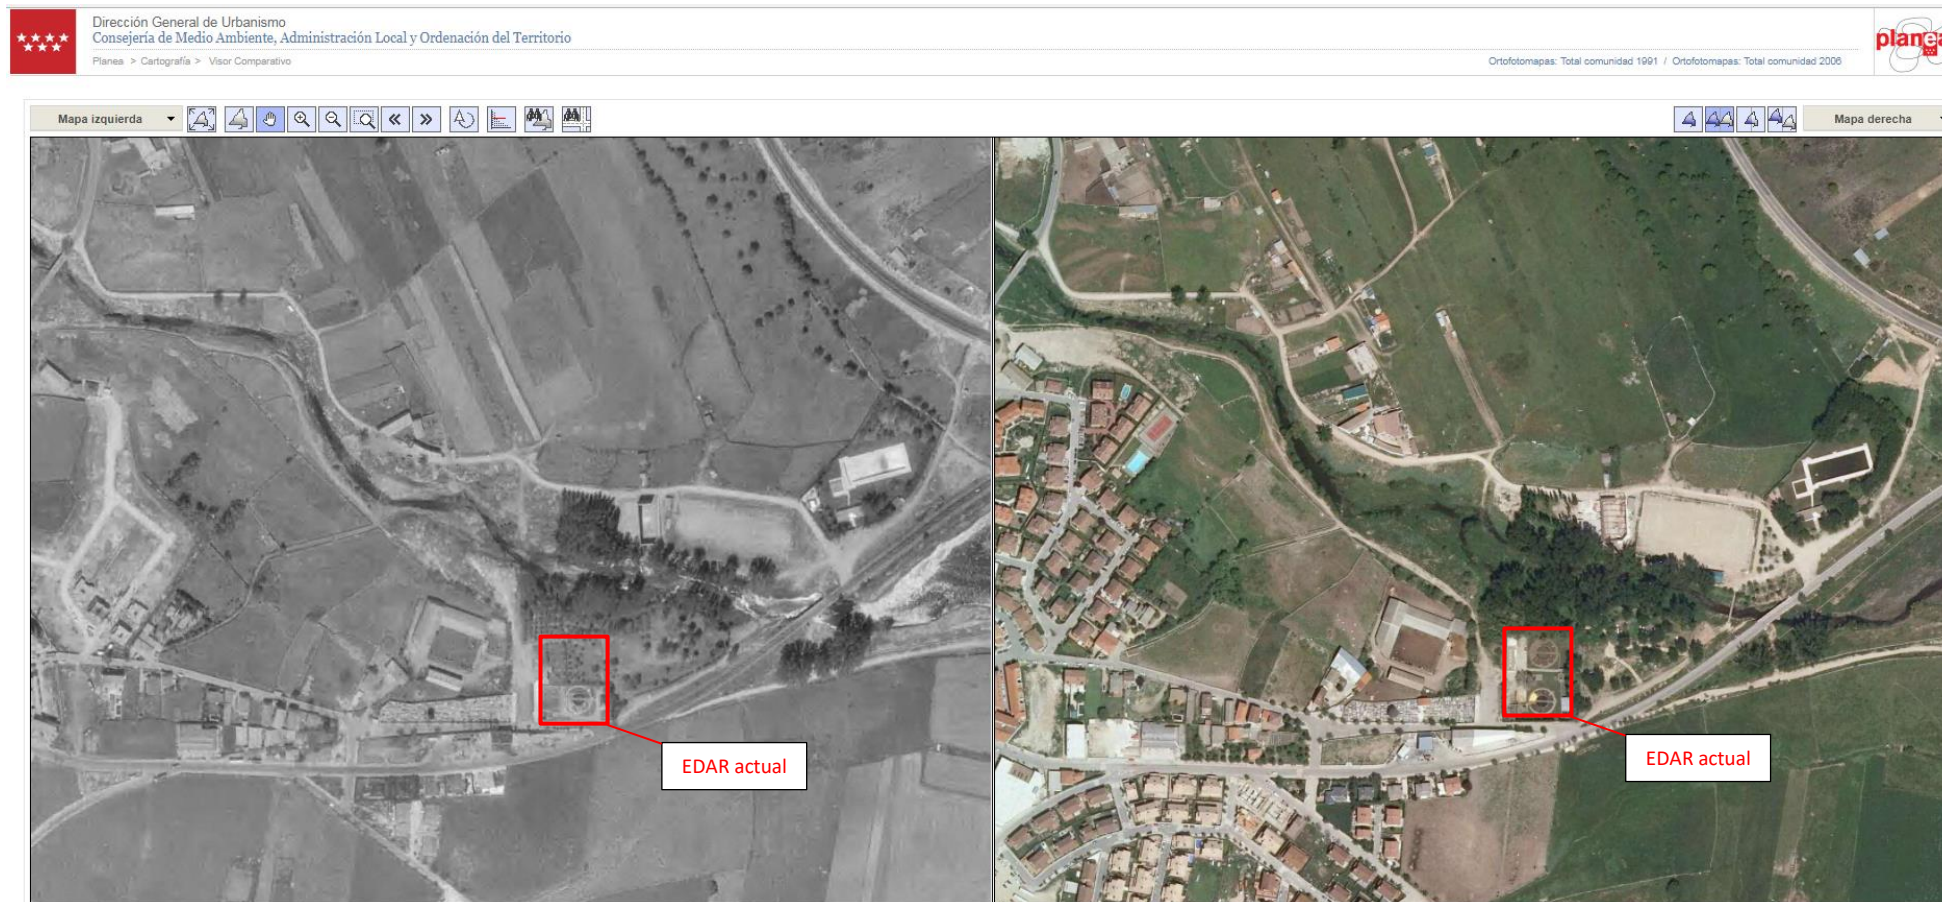 Dirección General de Urbanismo
Consejería de Medio Ambiente, Administración Local y Ordenación del Territorio
planea
Planea > Cartografía > Visor Comparativo
Ortofotomapas: Total comunidad 1991 / Ortofotomapas: Total comunidad 2006
Mapa izquierda
Mapa derecha
EDAR actual
EDAR actual